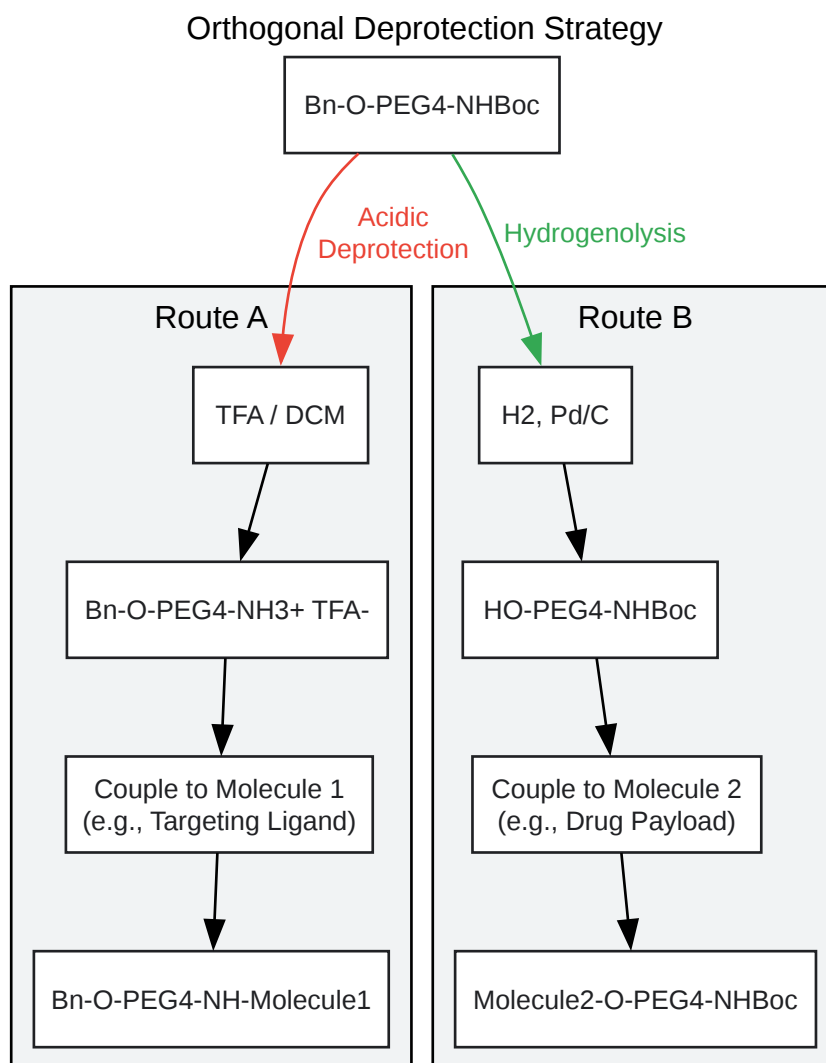 Orthogonal Deprotection Strategy
Bn-O-PEG4-NHBoc
Acidic
Deprotection
Hydrogenolysis
Route A
TFA / DCM
Bn-O-PEG4-NH3+ TFA-
Couple to Molecule 1
(e.g., Targeting Ligand)
Bn-O-PEG4-NH-Molecule1
Route B
H2, Pd/C
HO-PEG4-NHBoc
Couple to Molecule 2
(e.g., Drug Payload)
Molecule2-O-PEG4-NHBoc